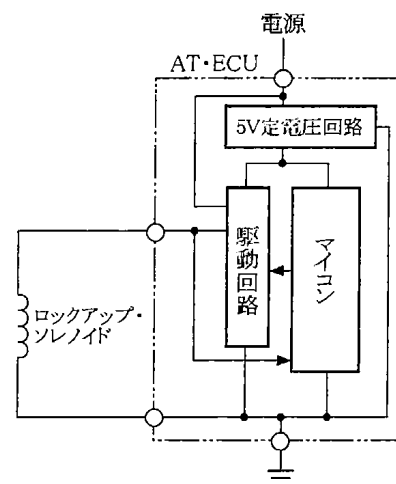 電源
AT・ECU
5V定電圧回路
駆動回路
マイコン
ロックアップ・
ソレノイド